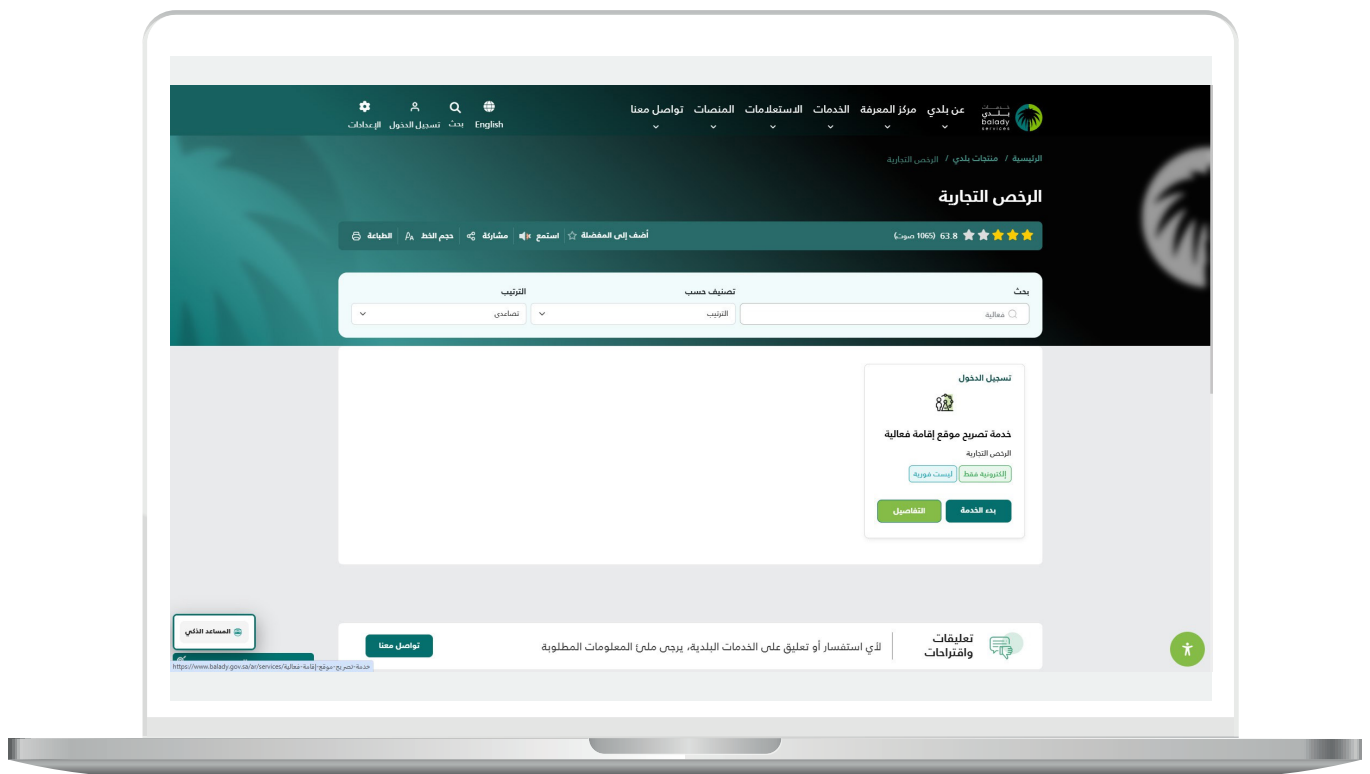 خدمات
بلدي
balady
services
عن بلدي
مركز المعرفة
الخدمات
الاستعلامات
المنصات
تواصل معنا
English
بحث
تسجيل الدخول
الإعدادات
الرئيسية / منتجات بلدي / الرخص التجارية
الرخص التجارية
63.8 (1065 صوت)
أضف إلى المفضلة
استمع
مشاركة
حجم الخط
الطباعة
بحث
تصنيف حسب
الترتيب
فعالية
الترتيب
تصاعدي
تسجيل الدخول
خدمة تصريح موقع إقامة فعالية
الرخص التجارية
إلكترونية فقط
ليست فورية
بدء الخدمة
التفاصيل
المساعد الذكي
تعليقات
واقتراحات
لأي استفسار أو تعليق على الخدمات البلدية، يرجى ملئ المعلومات المطلوبة
تواصل معنا
https://www.balady.gov.sa/ar/services/خدمة-تصريح-موقع-إقامة-فعالية